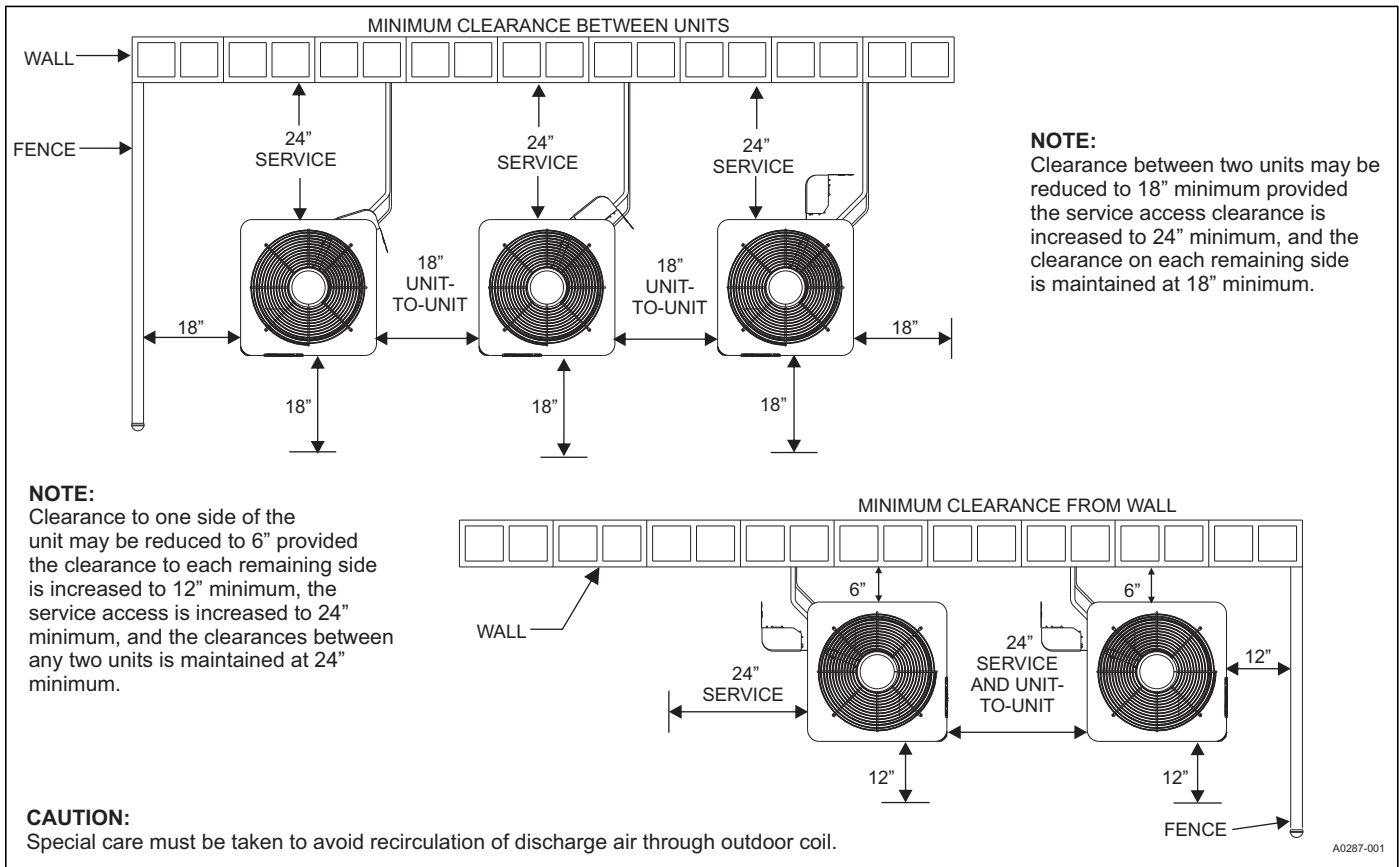 MINIMUM CLEARANCE BETWEEN UNITS
WALL
FENCE
24”
SERVICE
24”
SERVICE
24”
SERVICE
18”
UNIT-
TO-UNIT
18”
UNIT-
TO-UNIT
18”
18”
18”
18”
18”
NOTE:
Clearance between two units may be
reduced to 18” minimum provided
the service access clearance is
increased to 24” minimum, and the
clearance on each remaining side
is maintained at 18” minimum.
NOTE:
Clearance to one side of the
unit may be reduced to 6” provided
the clearance to each remaining side
is increased to 12” minimum, the
service access is increased to 24”
minimum, and the clearances between
any two units is maintained at 24”
minimum.
MINIMUM CLEARANCE FROM WALL
WALL
6”
6”
24”
SERVICE
24”
SERVICE
AND UNIT-
TO-UNIT
12”
12”
12”
FENCE
CAUTION:
Special care must be taken to avoid recirculation of discharge air through outdoor coil.
A0287-001